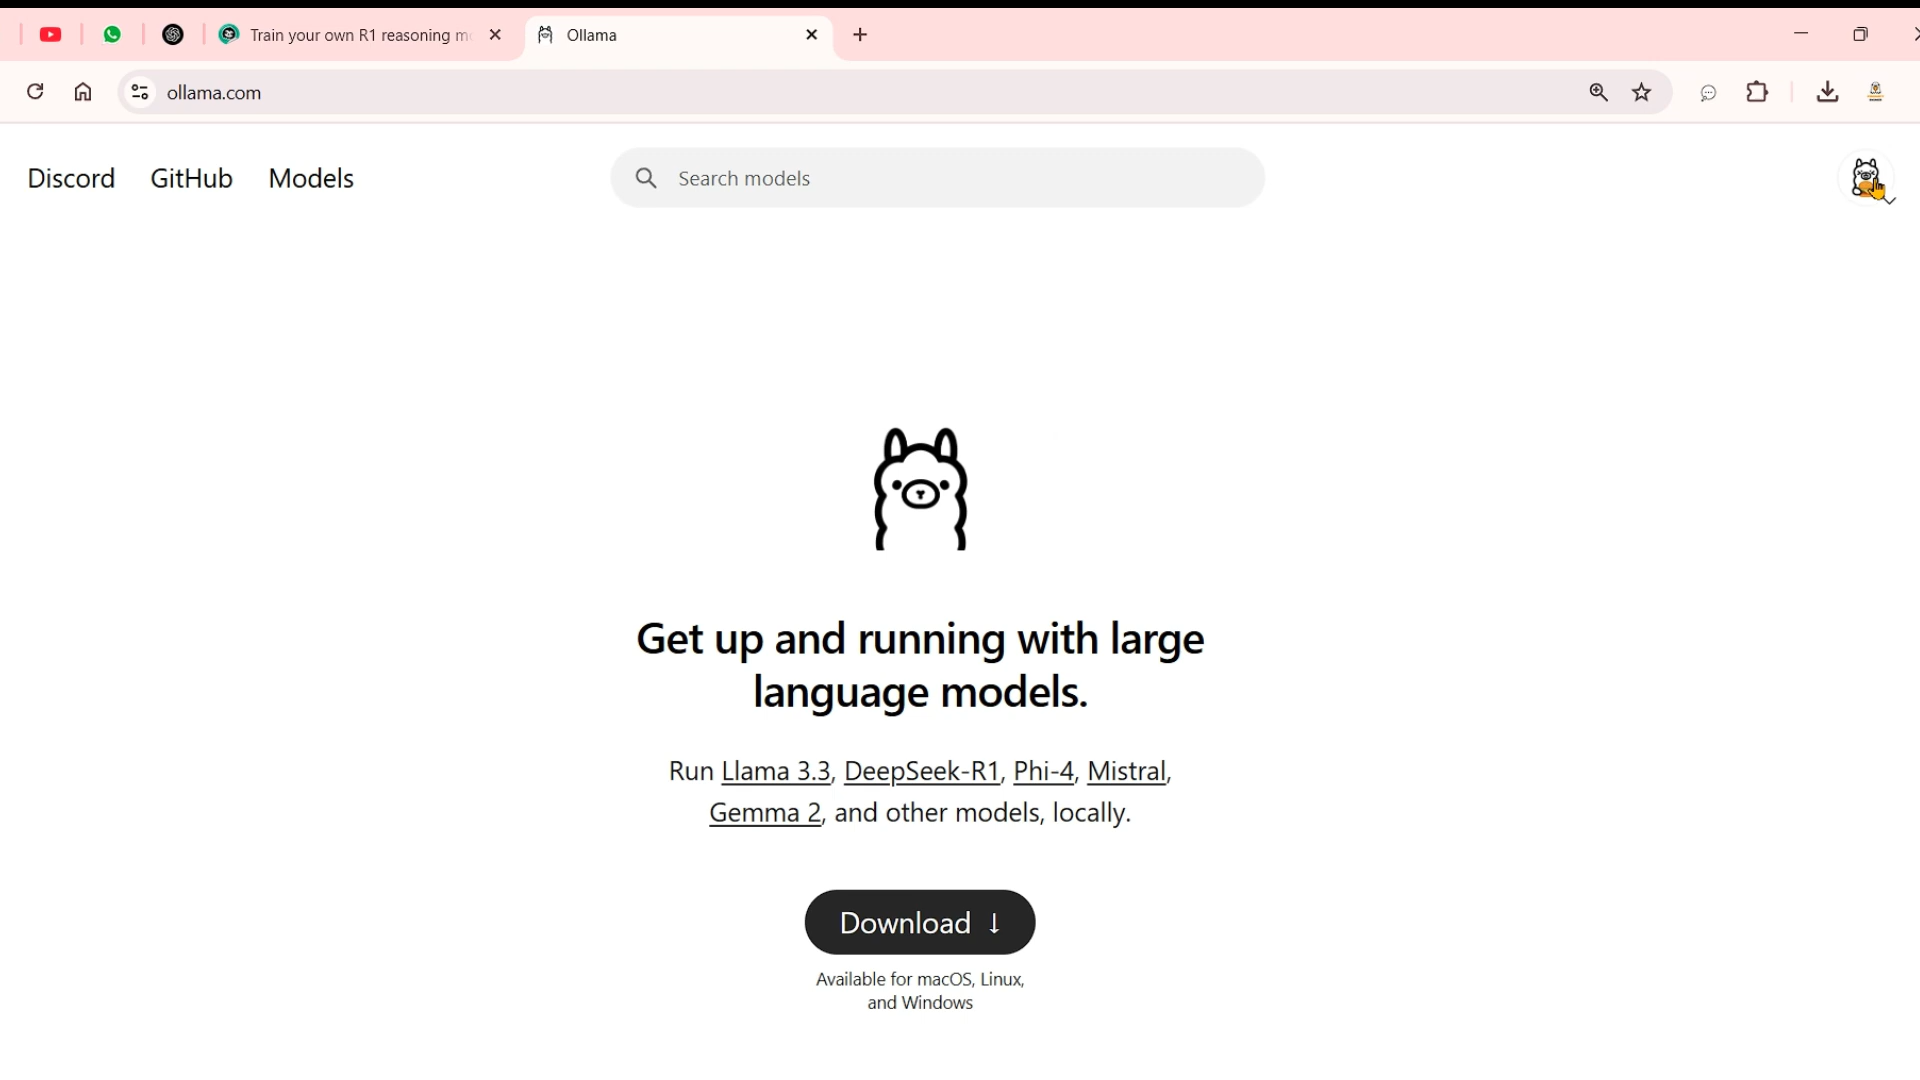 Train your own R1 reasoning m
Ollama
ollama.com
Discord GitHub Models
Search models
Get up and running with large
language models.
Run Llama 3.3, DeepSeek-R1, Phi-4, Mistral,
Gemma 2, and other models, locally.
Download ↓
Available for macOS, Linux,
and Windows